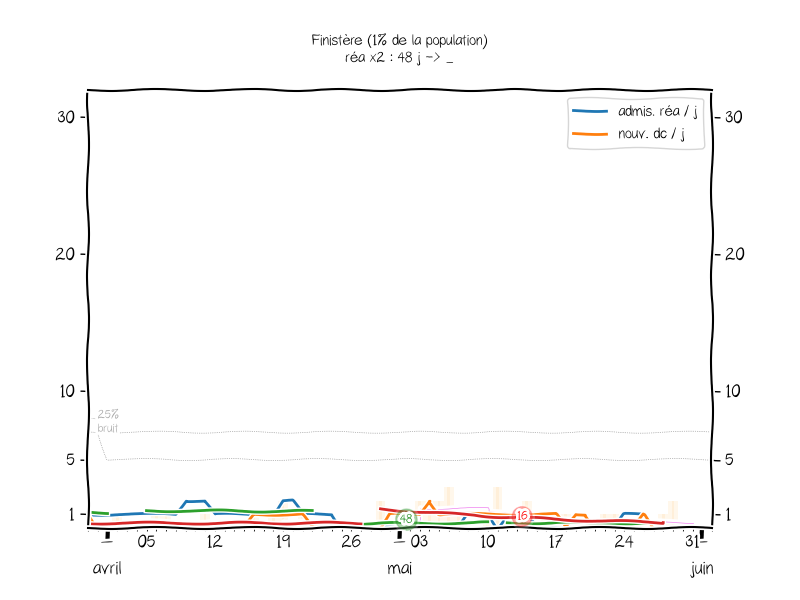 Finistère (1% de la population)
réa x2 : 48 j -> _
admis. réa / j
nouv. dc / j
30 30
20 20
10 10
25%
bruit
5 5
1 1
48 16
05 12 19 26 03 10 17 24 31
avril mai juin